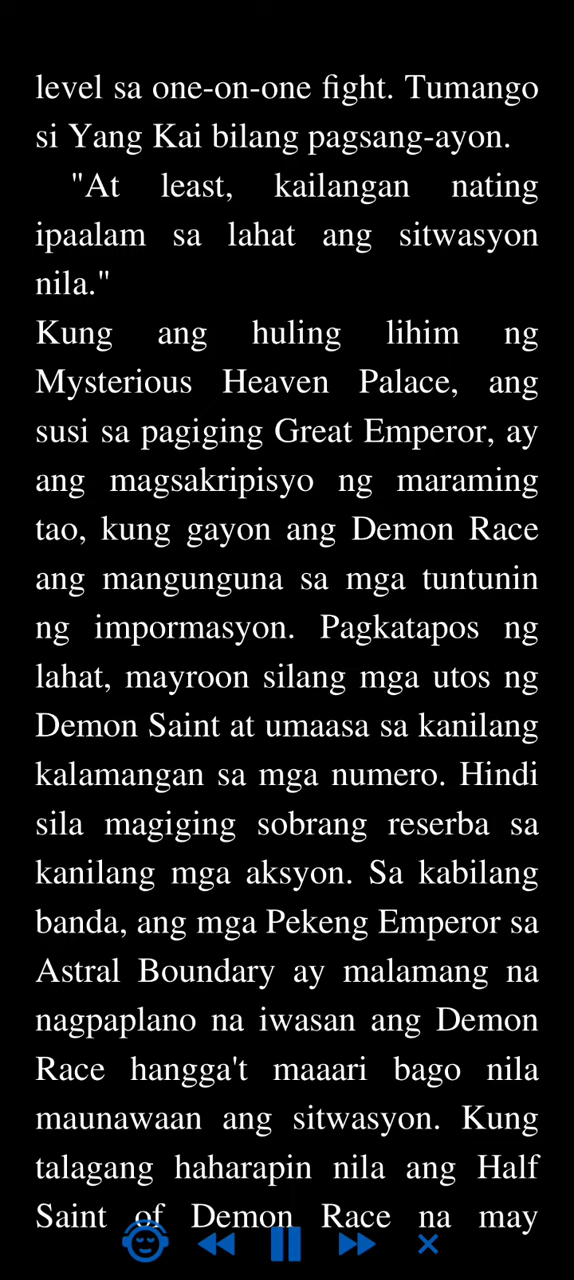 level sa one-on-one fight. Tumango
si Yang Kai bilang pagsang-ayon.
"At least, kailangan nating
ipaalam sa lahat ang sitwasyon
nila."
Kung ang huling lihim ng
Mysterious Heaven Palace, ang
susi sa pagiging Great Emperor, ay
ang magsakripisyo ng maraming
tao, kung gayon ang Demon Race
ang mangunguna sa mga tuntunin
ng impormasyon. Pagkatapos ng
lahat, mayroon silang mga utos ng
Demon Saint at umaasa sa kanilang
kalamangan sa mga numero. Hindi
sila magiging sobrang reserba sa
kanilang mga aksyon. Sa kabilang
banda, ang mga Pekeng Emperor sa
Astral Boundary ay malamang na
nagpaplano na iwasan ang Demon
Race hangga't maaari bago nila
maunawaan ang sitwasyon. Kung
talagang haharapin nila ang Half
Saint of Demon Race na may